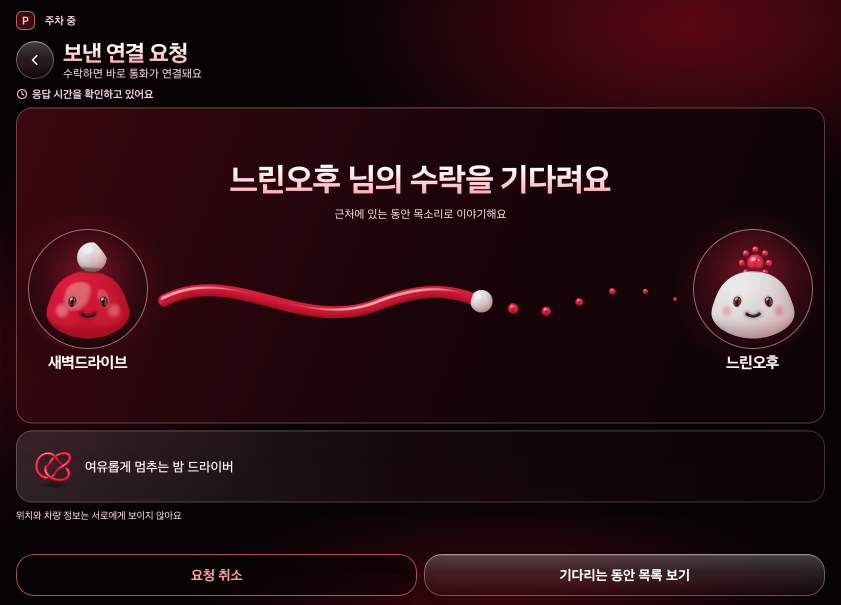 P 주차 중
보낸 연결 요청
수락하면 바로 통화가 연결돼요
응답 시간을 확인하고 있어요
느린오후 님의 수락을 기다려요
근처에 있는 동안 목소리로 이야기해요
새벽드라이브
느린오후
여유롭게 멈추는 밤 드라이버
위치와 차량 정보는 서로에게 보이지 않아요
요청 취소
기다리는 동안 목록 보기